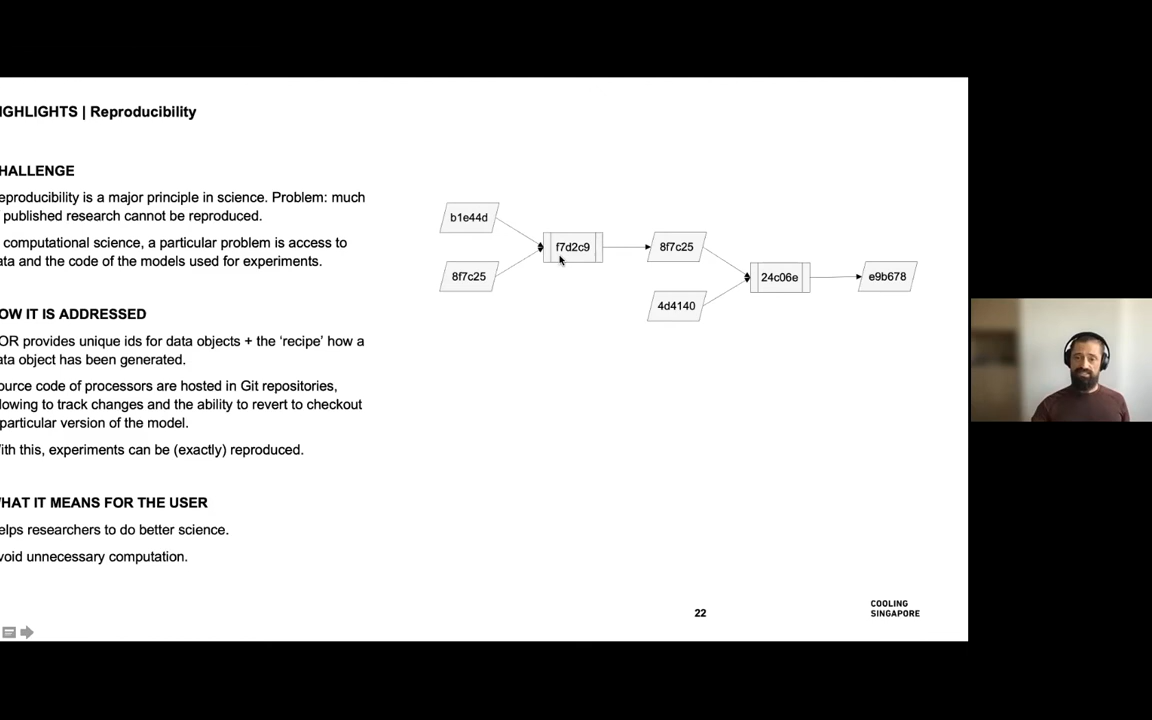 IGHLIGHTS | Reproducibility
HALLENGE
eproducibility is a major principle in science. Problem: much
published research cannot be reproduced.
computational science, a particular problem is access to
ata and the code of the models used for experiments.
OW IT IS ADDRESSED
OR provides unique ids for data objects + the ‘recipe’ how a
ata object has been generated.
ource code of processors are hosted in Git repositories,
lowing to track changes and the ability to revert to checkout
particular version of the model.
ith this, experiments can be (exactly) reproduced.
HAT IT MEANS FOR THE USER
elps researchers to do better science.
void unnecessary computation.
b1e44d
f7d2c9
8f7c25
8f7c25
24c06e
e9b678
4d4140
22
COOLING
SINGAPORE